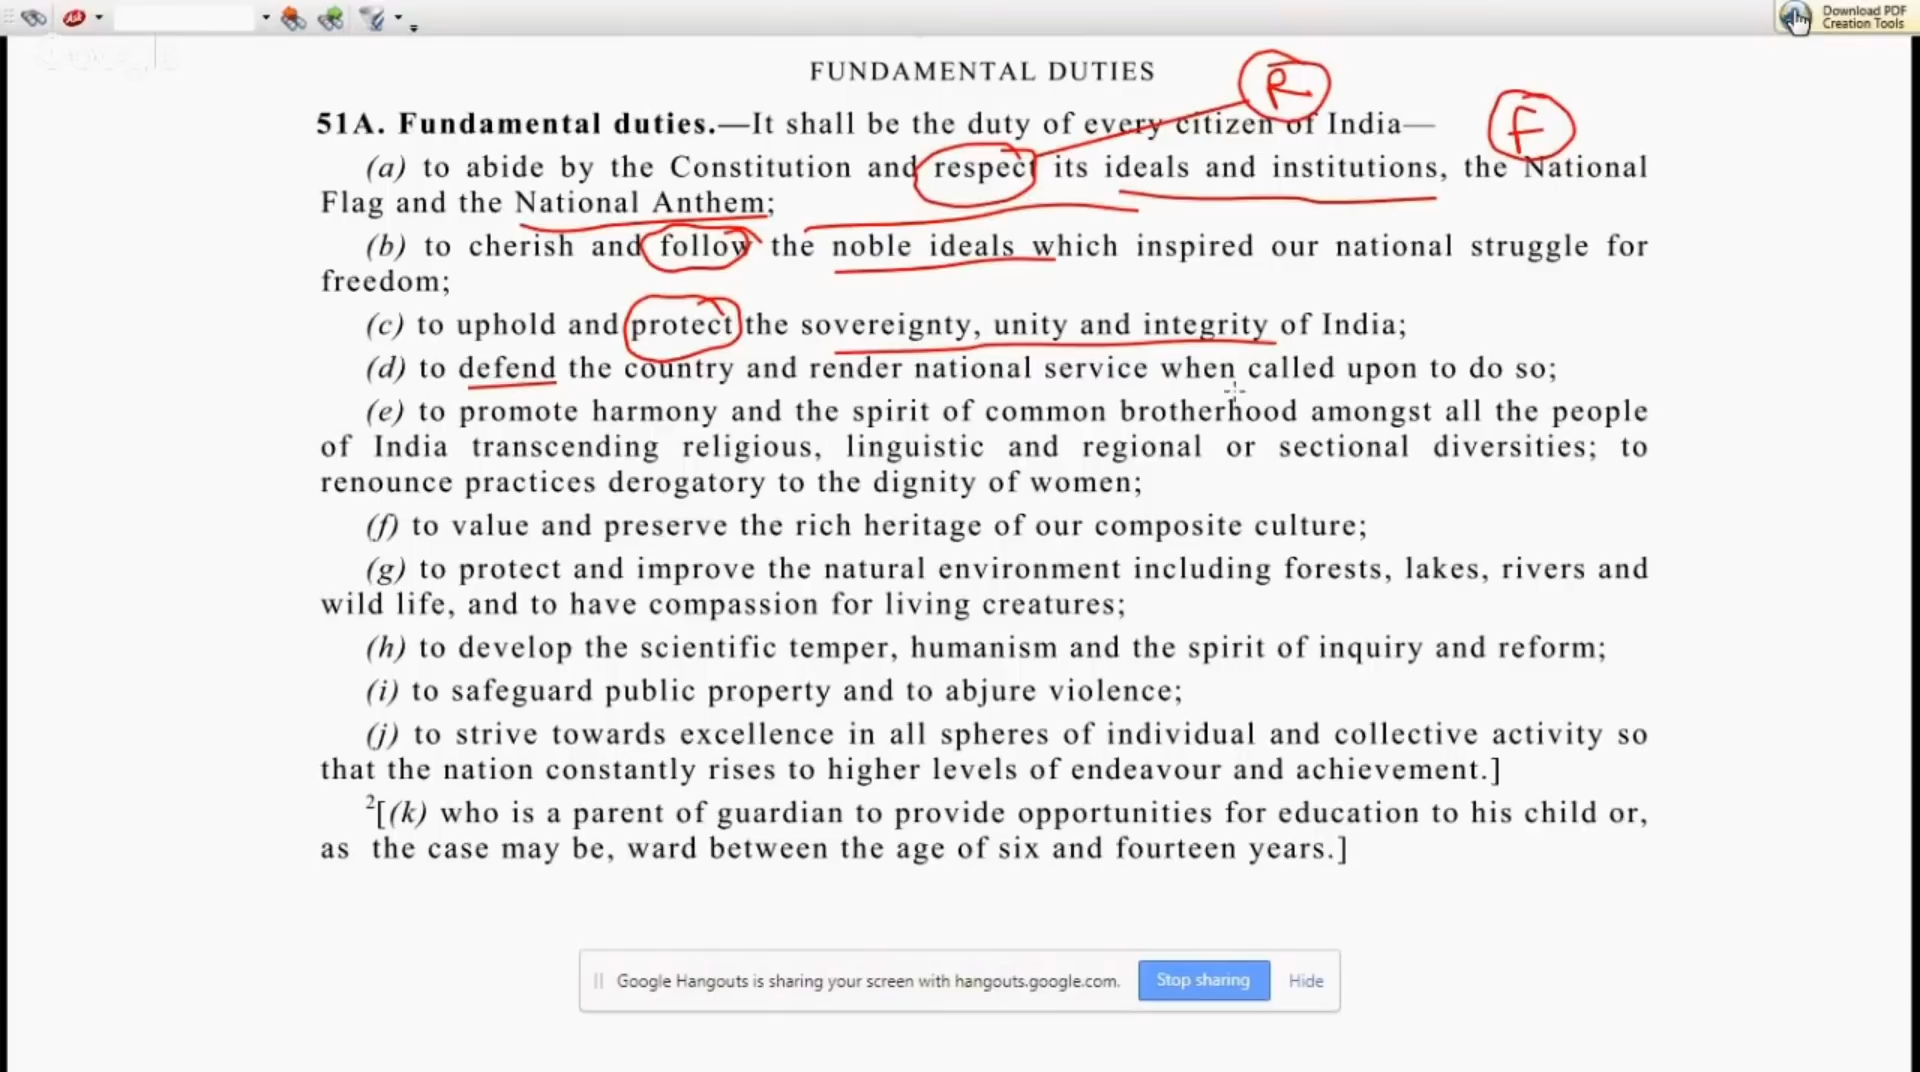 Ask
Download PDF
Creation Tools
Google
FUNDAMENTAL DUTIES
R
F
51A. Fundamental duties.—It shall be the duty of every citizen of India—
(a) to abide by the Constitution and respect its ideals and institutions, the National
Flag and the National Anthem;
(b) to cherish and follow the noble ideals which inspired our national struggle for
freedom;
(c) to uphold and protect the sovereignty, unity and integrity of India;
(d) to defend the country and render national service when called upon to do so;
(e) to promote harmony and the spirit of common brotherhood amongst all the people
of India transcending religious, linguistic and regional or sectional diversities; to
renounce practices derogatory to the dignity of women;
(f) to value and preserve the rich heritage of our composite culture;
(g) to protect and improve the natural environment including forests, lakes, rivers and
wild life, and to have compassion for living creatures;
(h) to develop the scientific temper, humanism and the spirit of inquiry and reform;
(i) to safeguard public property and to abjure violence;
(j) to strive towards excellence in all spheres of individual and collective activity so
that the nation constantly rises to higher levels of endeavour and achievement.]
2[(k) who is a parent of guardian to provide opportunities for education to his child or,
as the case may be, ward between the age of six and fourteen years.]
Google Hangouts is sharing your screen with hangouts.google.com. Stop sharing Hide